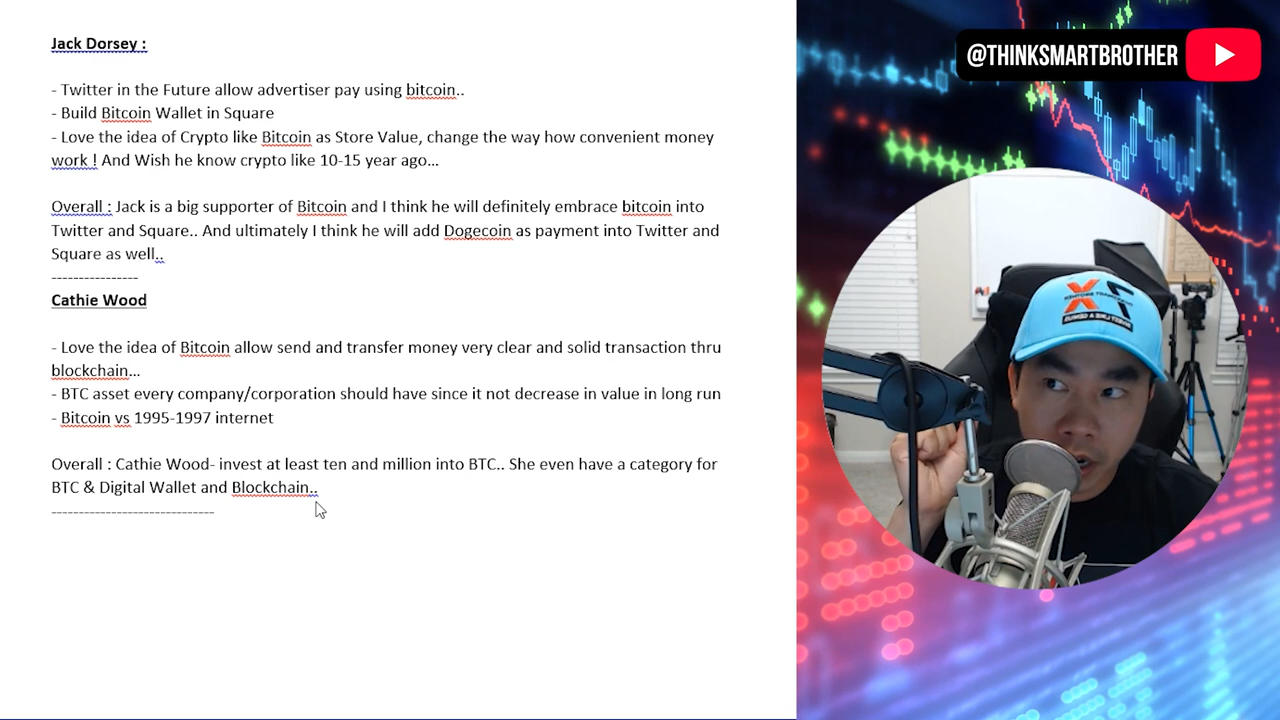 Jack Dorsey :
- Twitter in the Future allow advertiser pay using bitcoin..
- Build Bitcoin Wallet in Square
- Love the idea of Crypto like Bitcoin as Store Value, change the way how convenient money
work ! And Wish he know crypto like 10-15 year ago...
Overall : Jack is a big supporter of Bitcoin and I think he will definitely embrace bitcoin into
Twitter and Square.. And ultimately I think he will add Dogecoin as payment into Twitter and
Square as well..
----------------
Cathie Wood
- Love the idea of Bitcoin allow send and transfer money very clear and solid transaction thru
blockchain...
- BTC asset every company/corporation should have since it not decrease in value in long run
- Bitcoin vs 1995-1997 internet
Overall : Cathie Wood- invest at least ten and million into BTC.. She even have a category for
BTC & Digital Wallet and Blockchain..
-----------------------------
@THINKSMARTBROTHER